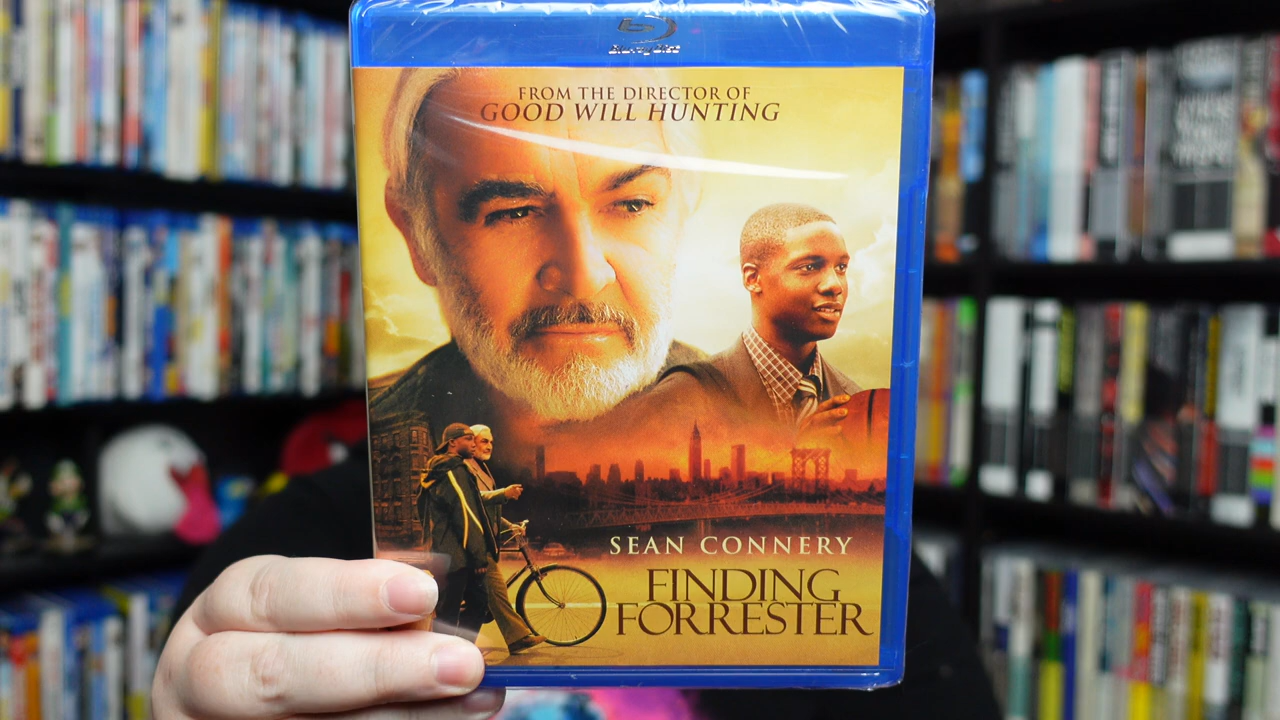 Blu-ray Disc
FROM THE DIRECTOR OF
GOOD WILL HUNTING
SEAN CONNERY
FINDING
FORRESTER